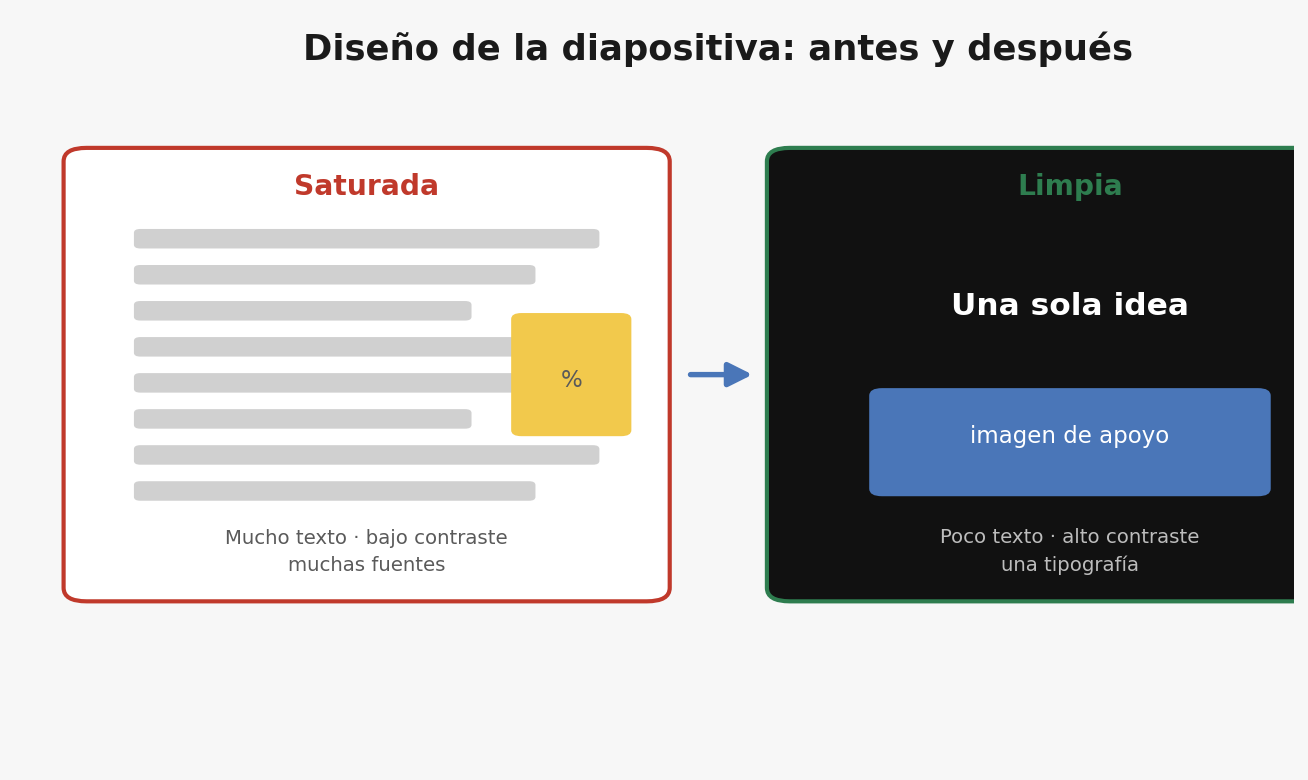 Diseño de la diapositiva: antes y después
Saturada
%
Mucho texto · bajo contraste
muchas fuentes
Limpia
Una sola idea
imagen de apoyo
Poco texto · alto contraste
una tipografía